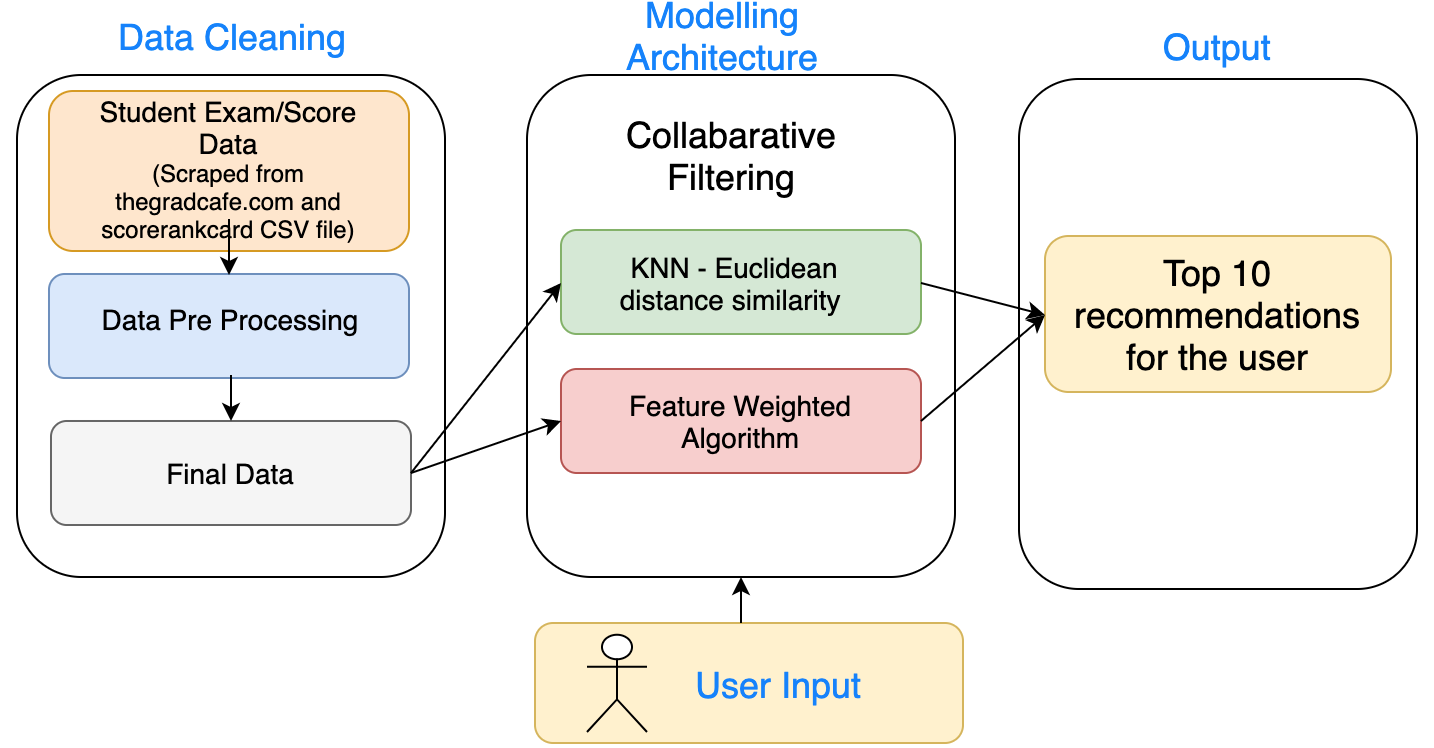 Data Cleaning
Student Exam/Score
Data
(Scraped from
thegradcafe.com and
scorerankcard CSV file)
Data Pre Processing
Final Data
Modelling
Architecture
Collabarative
Filtering
KNN - Euclidean
distance similarity
Feature Weighted
Algorithm
User Input
Output
Top 10
recommendations
for the user